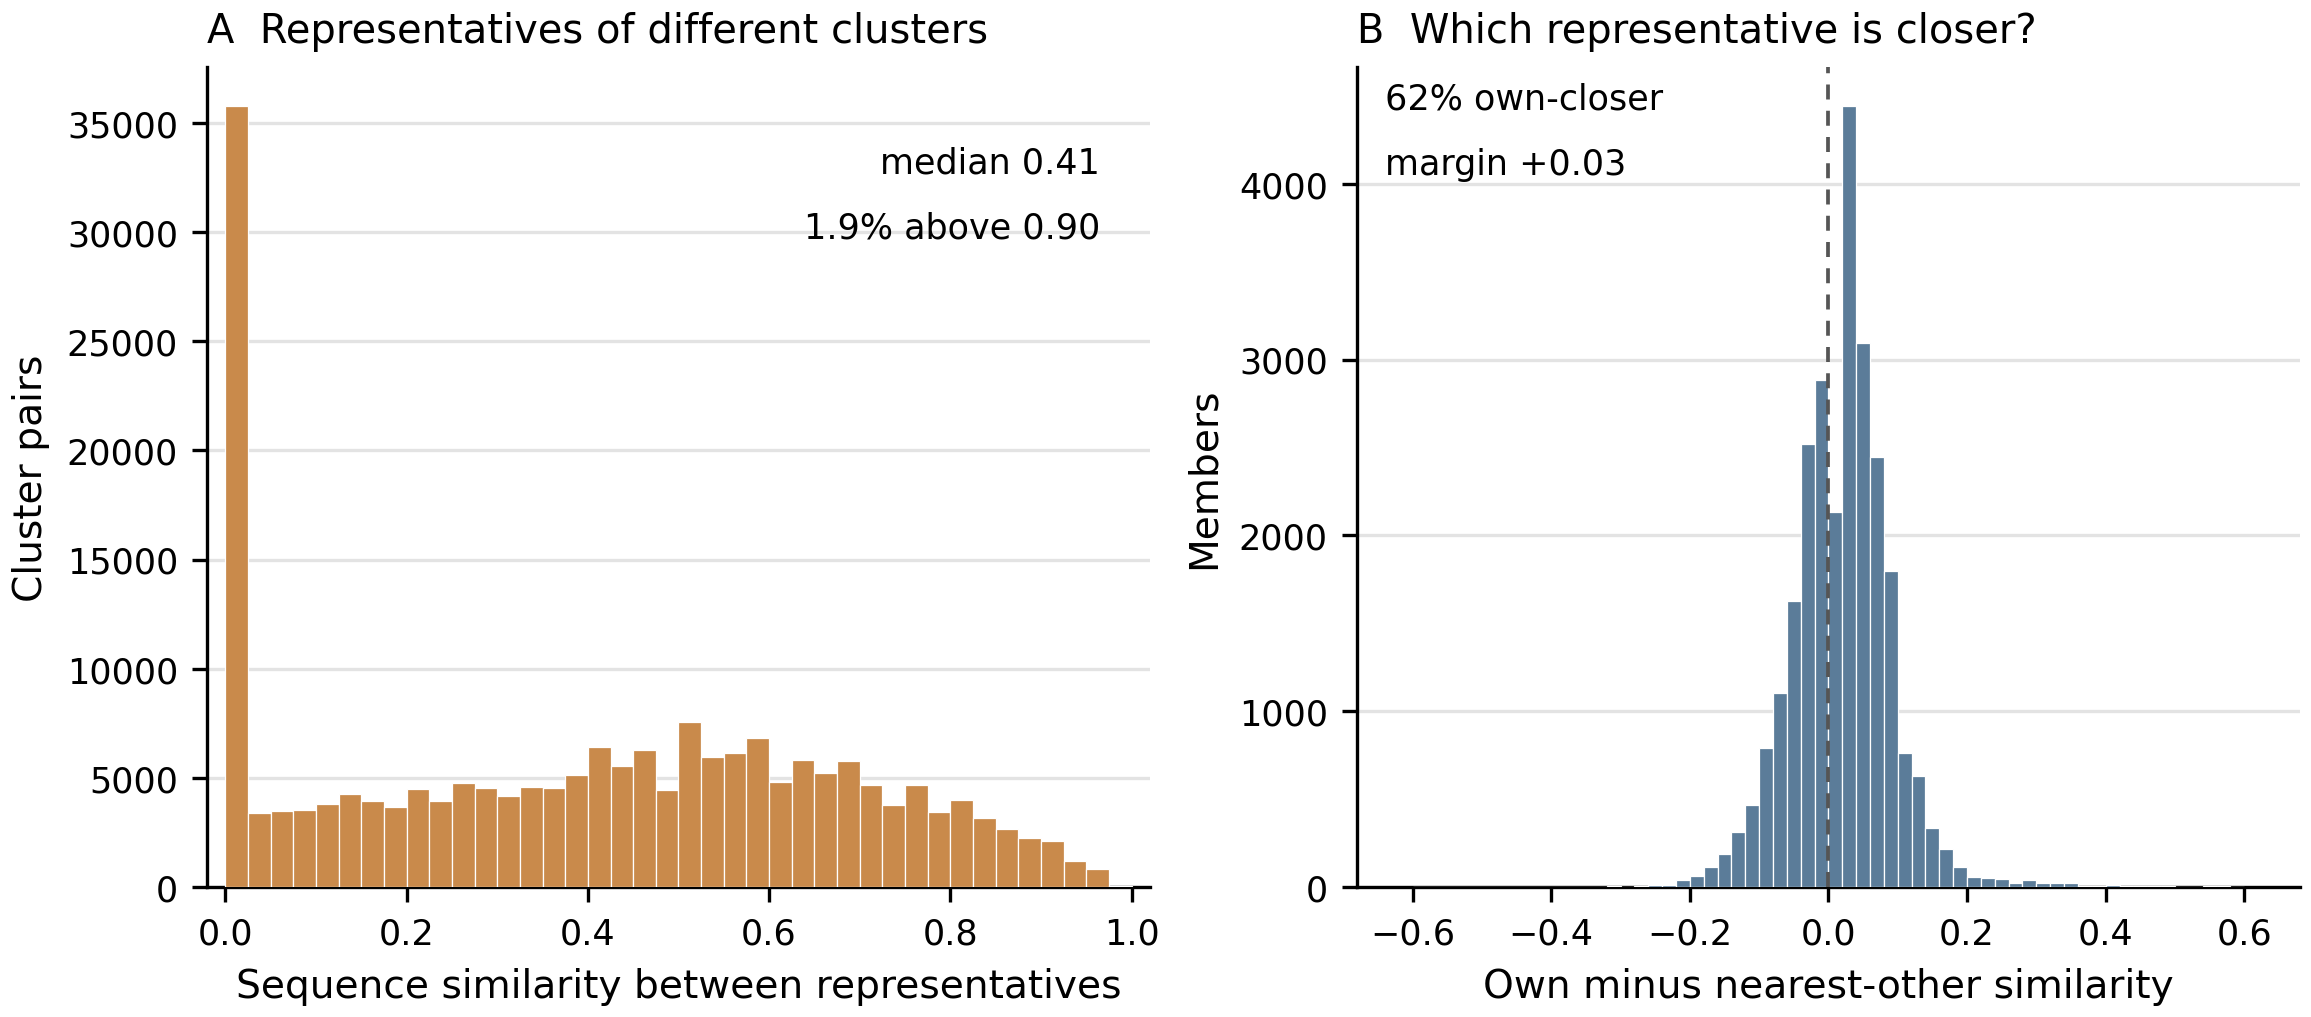 A Representatives of different clusters
median 0.41
1.9% above 0.90
35000
30000
25000
20000
15000
10000
5000
0
Cluster pairs
0.0 0.2 0.4 0.6 0.8 1.0
Sequence similarity between representatives
B Which representative is closer?
62% own-closer
margin +0.03
4000
3000
2000
1000
0
Members
−0.6 −0.4 −0.2 0.0 0.2 0.4 0.6
Own minus nearest-other similarity